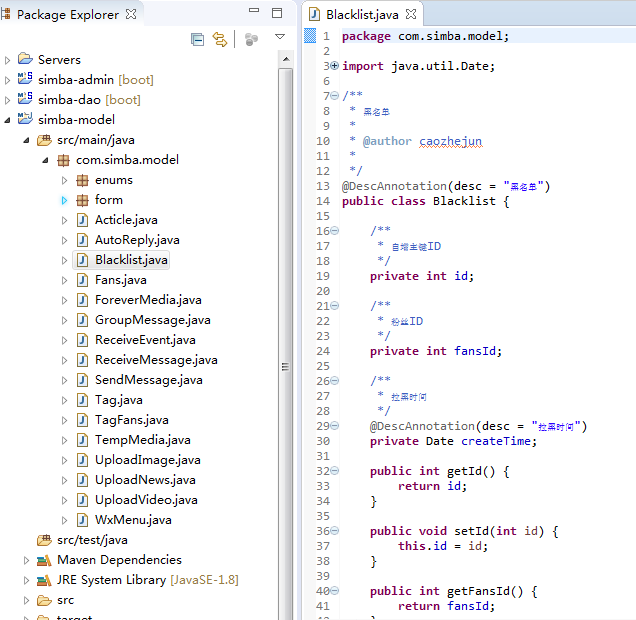 Package Explorer
Servers
simba-admin [boot]
simba-dao [boot]
simba-model
src/main/java
com.simba.model
enums
form
Acticle.java
AutoReply.java
Blacklist.java
Fans.java
ForeverMedia.java
GroupMessage.java
ReceiveEvent.java
ReceiveMessage.java
SendMessage.java
Tag.java
TagFans.java
TempMedia.java
UploadImage.java
UploadNews.java
UploadVideo.java
WxMenu.java
src/test/java
Maven Dependencies
JRE System Library [JavaSE-1.8]
src
target
Blacklist.java
1 package com.simba.model;
2
3 import java.util.Date;
6
7 /**
8 * 黑名单
9 *
10 * @author caozhejun
11 *
12 */
13 @DescAnnotation(desc = "黑名单")
14 public class Blacklist {
15
16 /**
17 * 自增主键ID
18 */
19 private int id;
20
21 /**
22 * 粉丝ID
23 */
24 private int fansId;
25
26 /**
27 * 拉黑时间
28 */
29 @DescAnnotation(desc = "拉黑时间")
30 private Date createTime;
31
32 public int getId() {
33 return id;
34 }
35
36 public void setId(int id) {
37 this.id = id;
38 }
39
40 public int getFansId() {
41 return fansId;